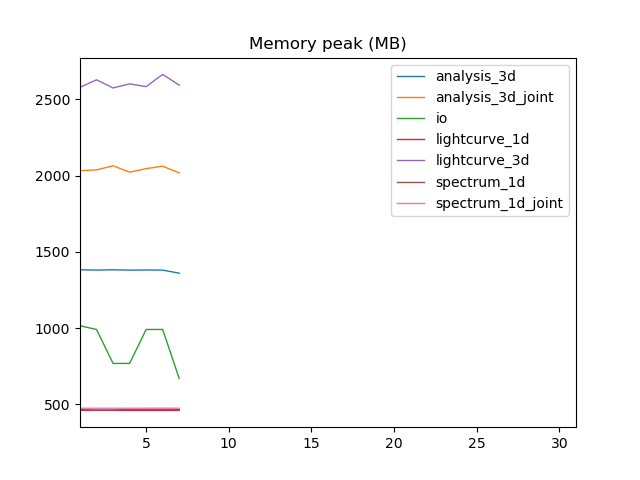 Memory peak (MB)
analysis_3d
analysis_3d_joint
io
lightcurve_1d
lightcurve_3d
spectrum_1d
spectrum_1d_joint
2500
2000
1500
1000
500
5 10 15 20 25 30